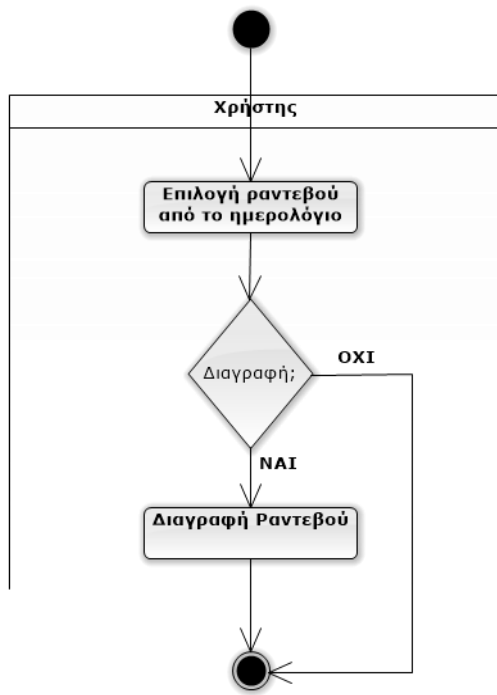 Χρήστης
Επιλογή ραντεβού
από το ημερολόγιο
Διαγραφή;
ΟΧΙ
ΝΑΙ
Διαγραφή Ραντεβού